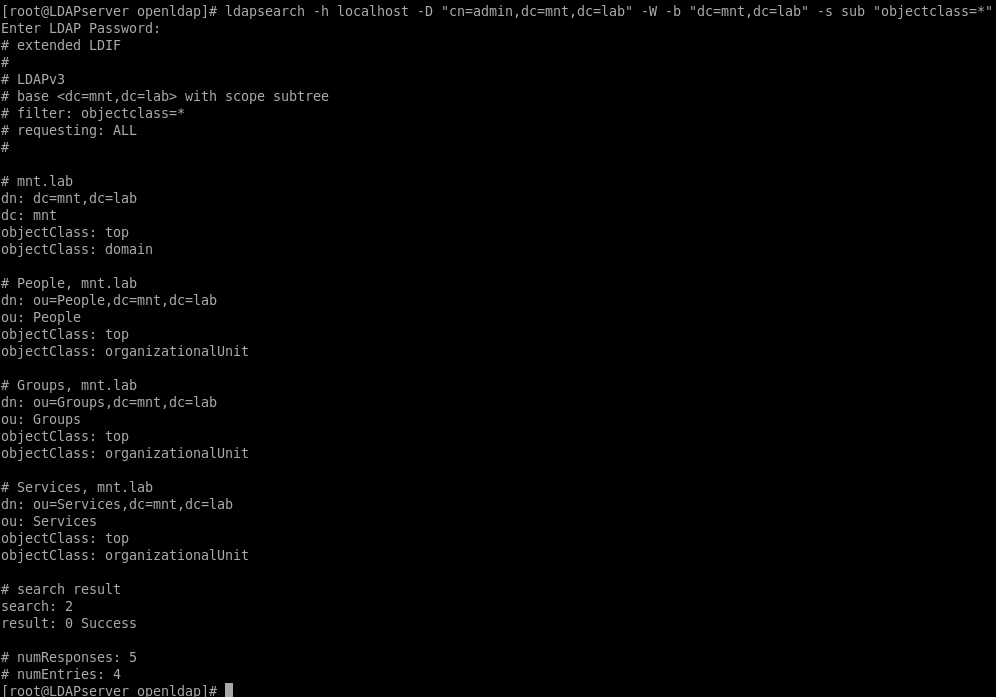 [root@LDAPserver openldap]# ldapsearch -h localhost -D "cn=admin,dc=mnt,dc=lab" -W -b "dc=mnt,dc=lab" -s sub "objectclass=*"
Enter LDAP Password:
# extended LDIF
#
# LDAPv3
# base <dc=mnt,dc=lab> with scope subtree
# filter: objectclass=*
# requesting: ALL
#

# mnt.lab
dn: dc=mnt,dc=lab
dc: mnt
objectClass: top
objectClass: domain

# People, mnt.lab
dn: ou=People,dc=mnt,dc=lab
ou: People
objectClass: top
objectClass: organizationalUnit

# Groups, mnt.lab
dn: ou=Groups,dc=mnt,dc=lab
ou: Groups
objectClass: top
objectClass: organizationalUnit

# Services, mnt.lab
dn: ou=Services,dc=mnt,dc=lab
ou: Services
objectClass: top
objectClass: organizationalUnit

# search result
search: 2
result: 0 Success

# numResponses: 5
# numEntries: 4
[root@LDAPserver openldap]#